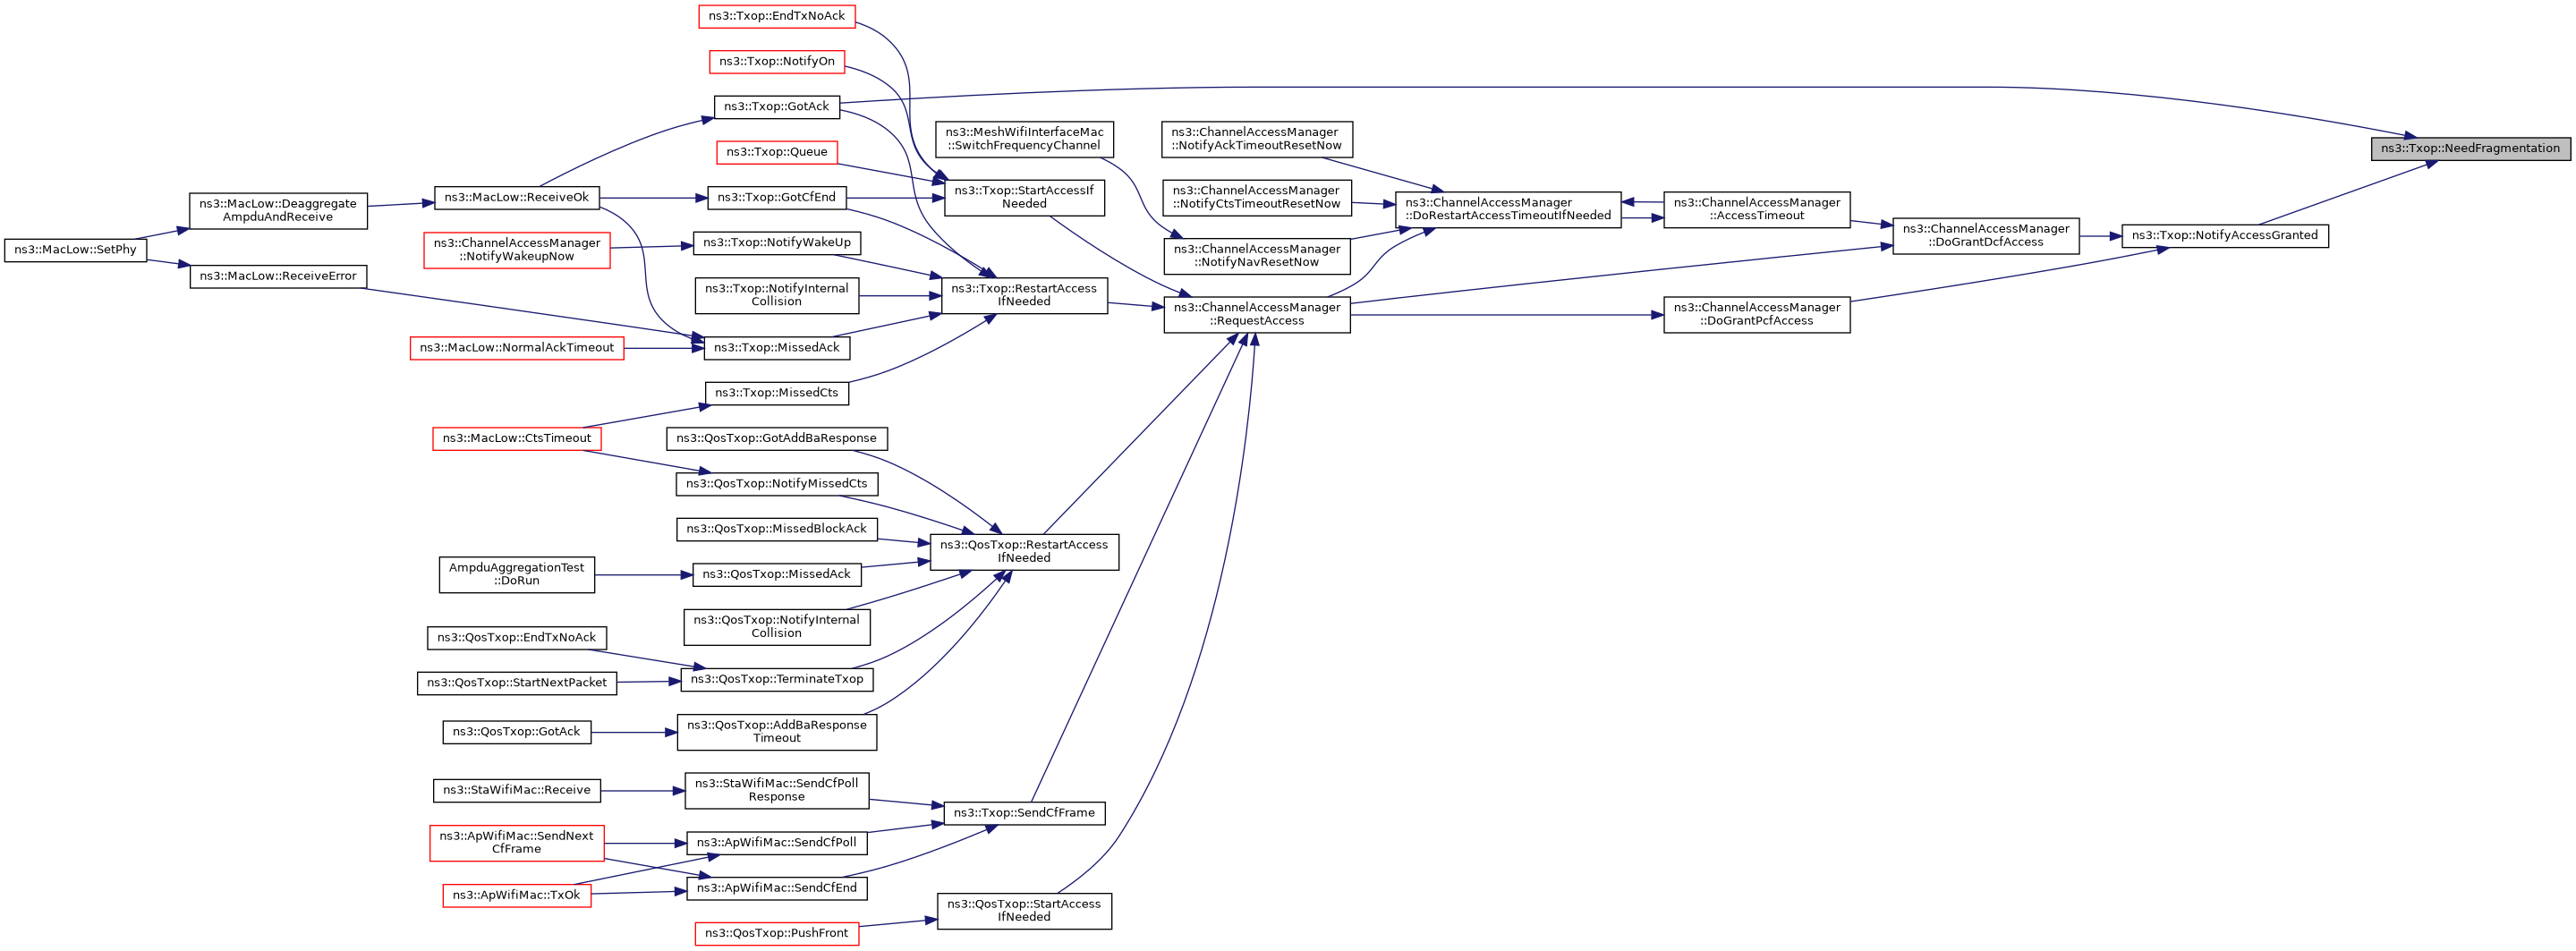 ns3::Txop::EndTxNoAck
ns3::Txop::NotifyOn
ns3::Txop::GotAck
ns3::MeshWifiInterfaceMac
::SwitchFrequencyChannel
ns3::ChannelAccessManager
::NotifyAckTimeoutResetNow
ns3::Txop::NeedFragmentation
ns3::Txop::Queue
ns3::MacLow::Deaggregate
AmpduAndReceive
ns3::MacLow::ReceiveOk
ns3::Txop::GotCfEnd
ns3::Txop::StartAccessIf
Needed
ns3::ChannelAccessManager
::NotifyCtsTimeoutResetNow
ns3::ChannelAccessManager
::DoRestartAccessTimeoutIfNeeded
ns3::ChannelAccessManager
::AccessTimeout
ns3::MacLow::SetPhy
ns3::ChannelAccessManager
::NotifyWakeupNow
ns3::Txop::NotifyWakeUp
ns3::ChannelAccessManager
::NotifyNavResetNow
ns3::ChannelAccessManager
::DoGrantDcfAccess
ns3::Txop::NotifyAccessGranted
ns3::MacLow::ReceiveError
ns3::Txop::NotifyInternal
Collision
ns3::Txop::RestartAccess
IfNeeded
ns3::ChannelAccessManager
::RequestAccess
ns3::ChannelAccessManager
::DoGrantPcfAccess
ns3::MacLow::NormalAckTimeout
ns3::Txop::MissedAck
ns3::Txop::MissedCts
ns3::MacLow::CtsTimeout
ns3::QosTxop::GotAddBaResponse
ns3::QosTxop::NotifyMissedCts
ns3::QosTxop::MissedBlockAck
ns3::QosTxop::RestartAccess
IfNeeded
AmpduAggregationTest
::DoRun
ns3::QosTxop::MissedAck
ns3::QosTxop::NotifyInternal
Collision
ns3::QosTxop::EndTxNoAck
ns3::QosTxop::StartNextPacket
ns3::QosTxop::TerminateTxop
ns3::QosTxop::GotAck
ns3::QosTxop::AddBaResponse
Timeout
ns3::StaWifiMac::Receive
ns3::StaWifiMac::SendCfPoll
Response
ns3::Txop::SendCfFrame
ns3::ApWifiMac::SendNext
CfFrame
ns3::ApWifiMac::SendCfPoll
ns3::ApWifiMac::TxOk
ns3::ApWifiMac::SendCfEnd
ns3::QosTxop::StartAccess
IfNeeded
ns3::QosTxop::PushFront